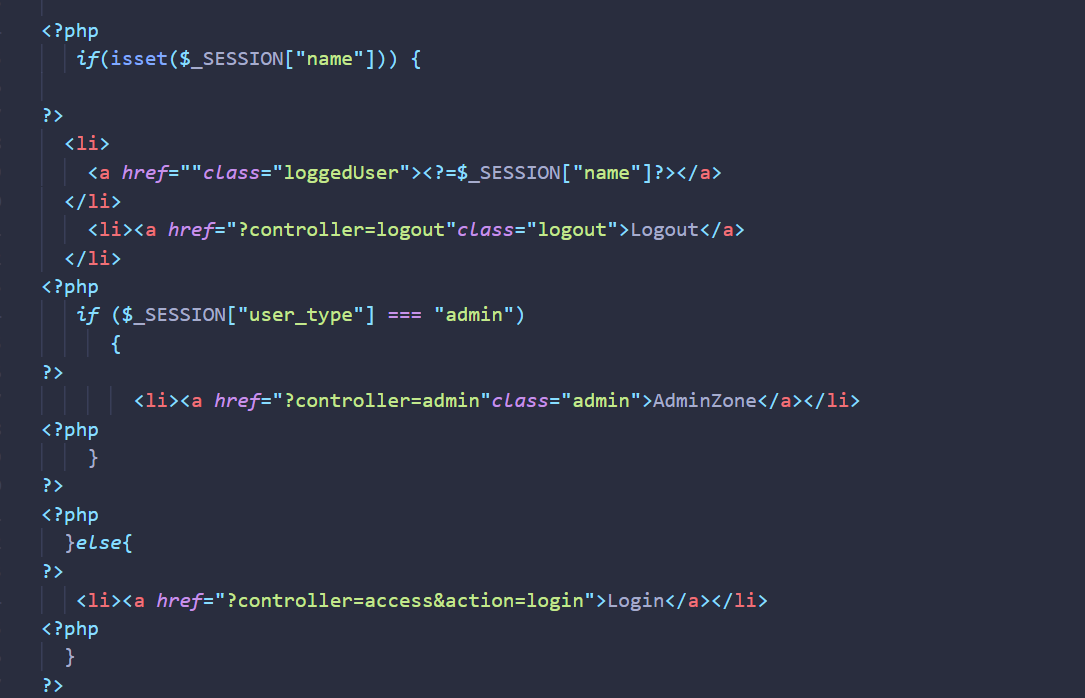 <?php
if(isset($_SESSION["name"])) {
?>
<li>
<a href=""class="loggedUser"><?=$_SESSION["name"]?></a>
</li>
<li><a href="?controller=logout"class="logout">Logout</a>
</li>
<?php
if ($_SESSION["user_type"] === "admin")
{
?>
<li><a href="?controller=admin"class="admin">AdminZone</a></li>
<?php
}
?>
<?php
}else{
?>
<li><a href="?controller=access&action=login">Login</a></li>
<?php
}
?>